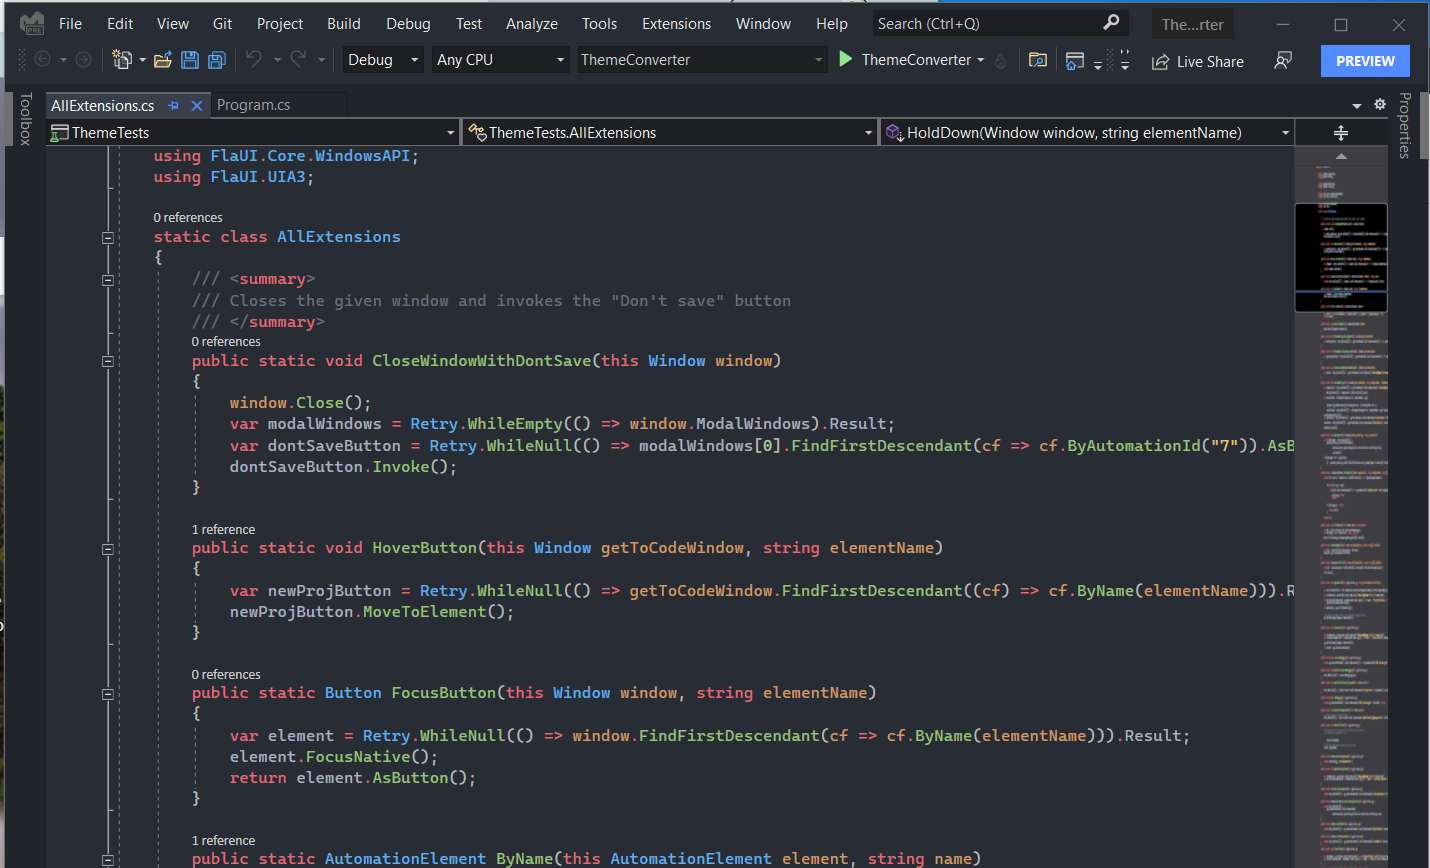 File Edit View Git Project Build Debug Test Analyze Tools Extensions Window Help Search (Ctrl+Q) The...rter
PRE
Debug Any CPU ThemeConverter ThemeConverter Live Share PREVIEW
Toolbox
AllExtensions.cs Program.cs
Properties
ThemeTests ThemeTests.AllExtensions HoldDown(Window window, string elementName)
using FlaUI.Core.WindowsAPI;
using FlaUI.UIA3;
0 references
static class AllExtensions
{
/// <summary>
/// Closes the given window and invokes the "Don't save" button
/// </summary>
0 references
public static void CloseWindowWithDontSave(this Window window)
{
window.Close();
var modalWindows = Retry.WhileEmpty(() => window.ModalWindows).Result;
var dontSaveButton = Retry.WhileNull(() => modalWindows[0].FindFirstDescendant(cf => cf.ByAutomationId("7")).AsB
dontSaveButton.Invoke();
}
1 reference
public static void HoverButton(this Window getToCodeWindow, string elementName)
{
var newProjButton = Retry.WhileNull(() => getToCodeWindow.FindFirstDescendant((cf) => cf.ByName(elementName))).R
newProjButton.MoveToElement();
}
0 references
public static Button FocusButton(this Window window, string elementName)
{
var element = Retry.WhileNull(() => window.FindFirstDescendant(cf => cf.ByName(elementName))).Result;
element.FocusNative();
return element.AsButton();
}
1 reference
public static AutomationElement ByName(this AutomationElement element, string name)